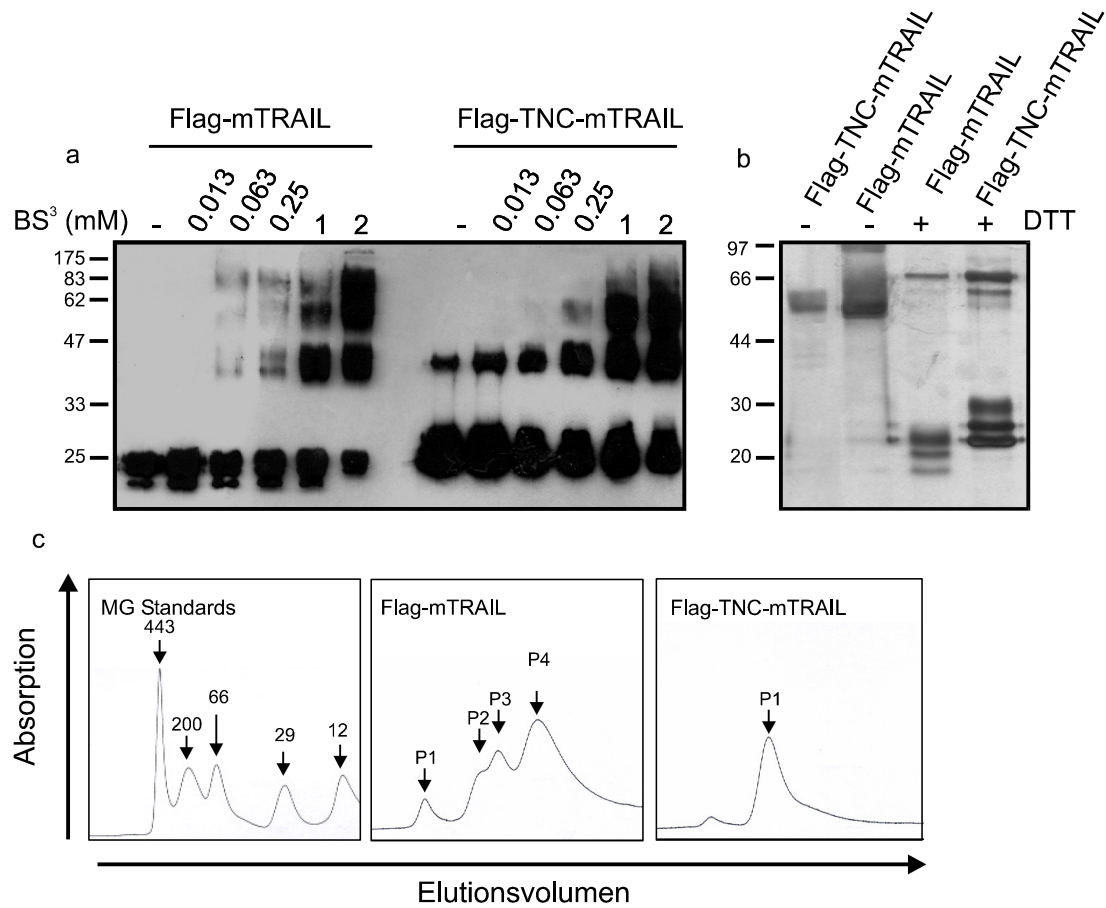 a
Flag-mTRAIL
Flag-TNC-mTRAIL
BS³ (mM)
- 0.013 0.063 0.25 1 2
- 0.013 0.063 0.25 1 2
175
83
62
47
33
25
b
Flag-TNC-mTRAIL
Flag-mTRAIL
Flag-mTRAIL
Flag-TNC-mTRAIL
- - + + DTT
97
66
44
30
20
c
Absorption
MG Standards
443
200
66
29
12
Flag-mTRAIL
P1
P2
P3
P4
Flag-TNC-mTRAIL
P1
Elutionsvolumen